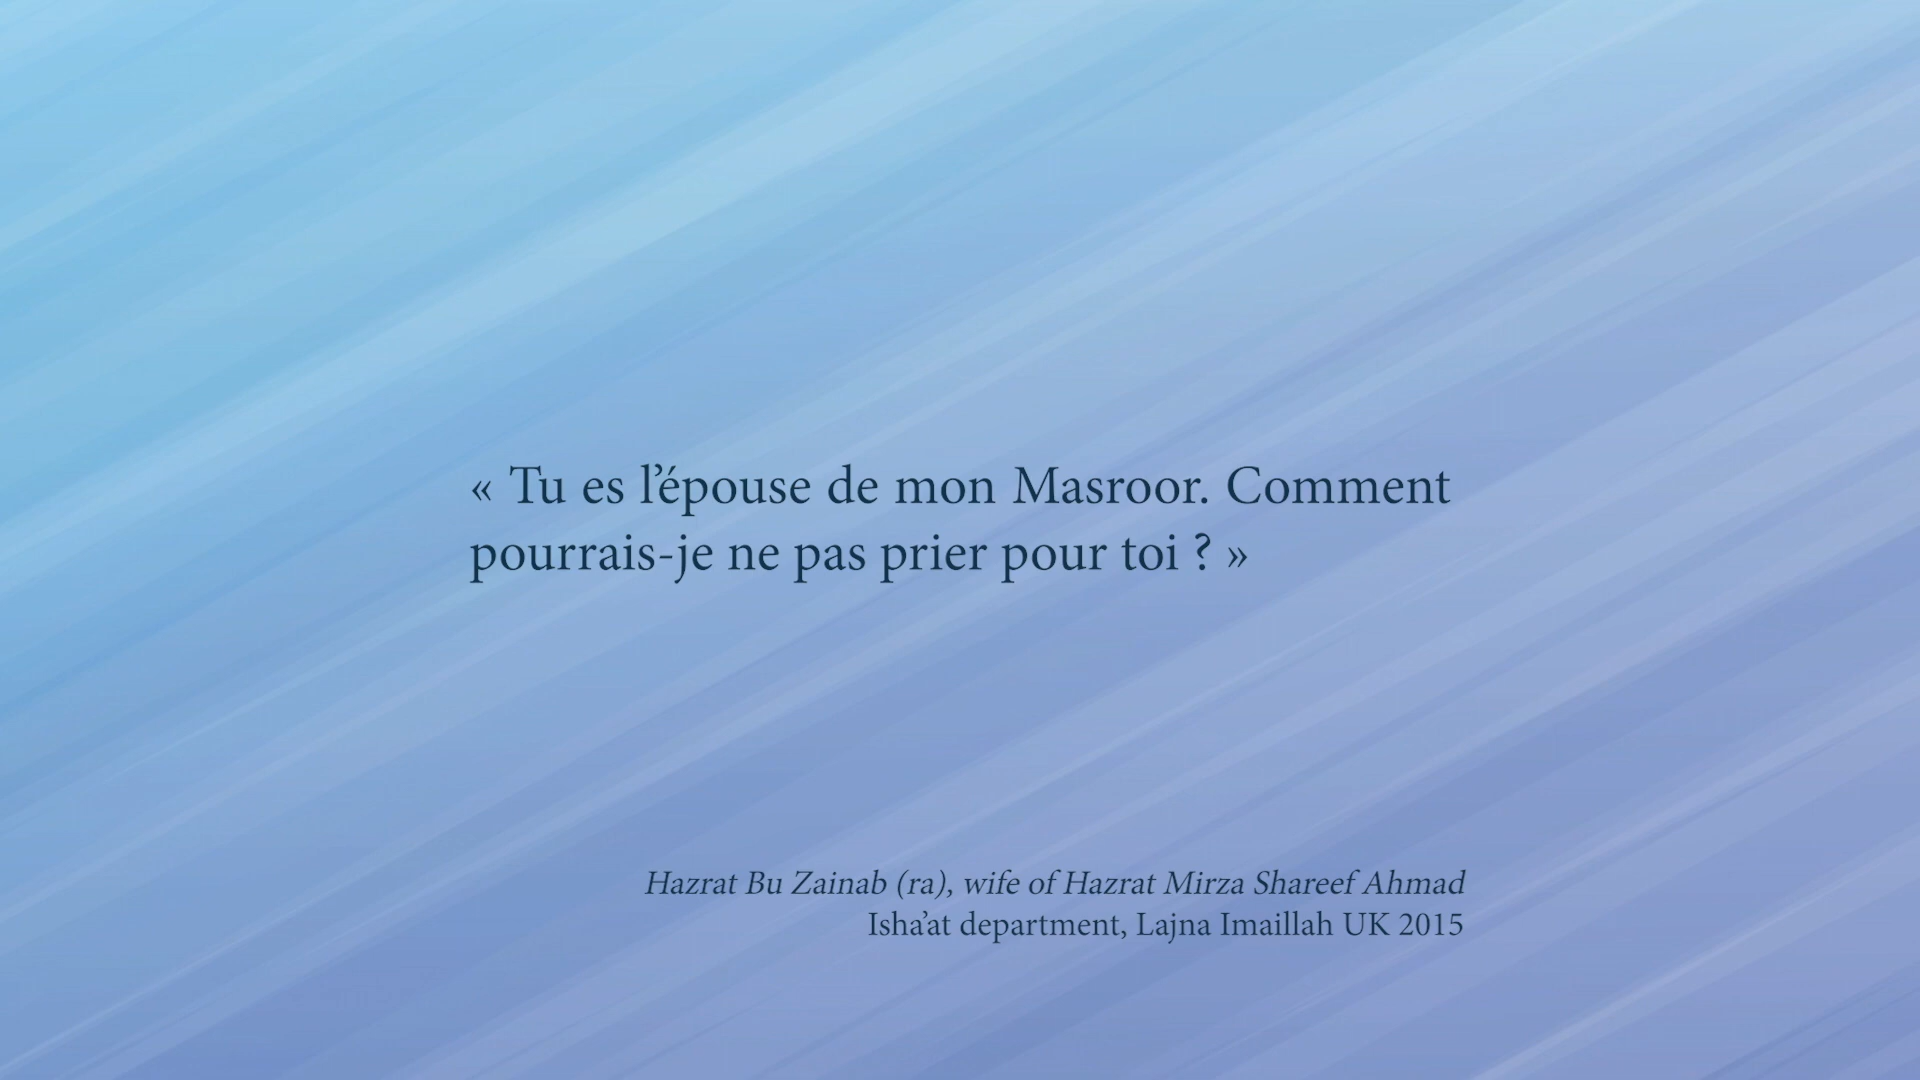 « Tu es l’épouse de mon Masroor. Comment
pourrais-je ne pas prier pour toi ? »
Hazrat Bu Zainab (ra), wife of Hazrat Mirza Shareef Ahmad
Isha’at department, Lajna Imaillah UK 2015